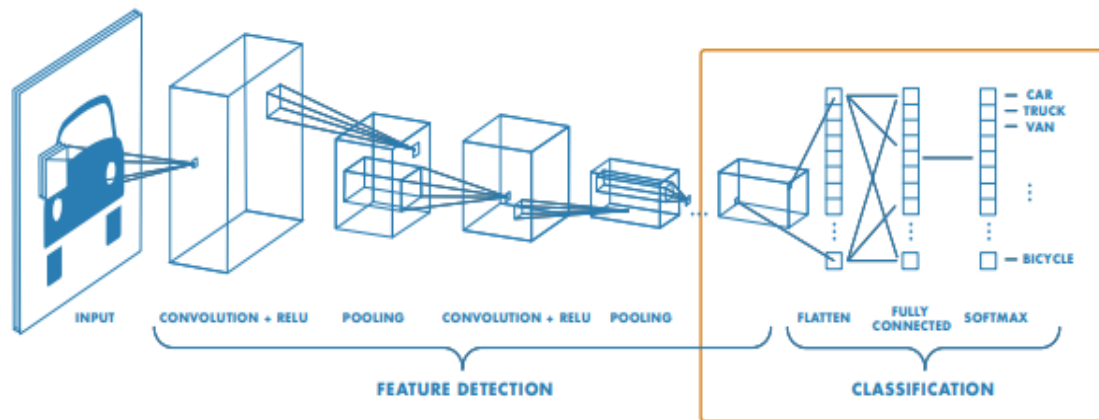 CAR
TRUCK
VAN
BICYCLE
INPUT
CONVOLUTION + RELU
POOLING
CONVOLUTION + RELU
POOLING
FLATTEN
FULLY
CONNECTED
SOFTMAX
FEATURE DETECTION
CLASSIFICATION